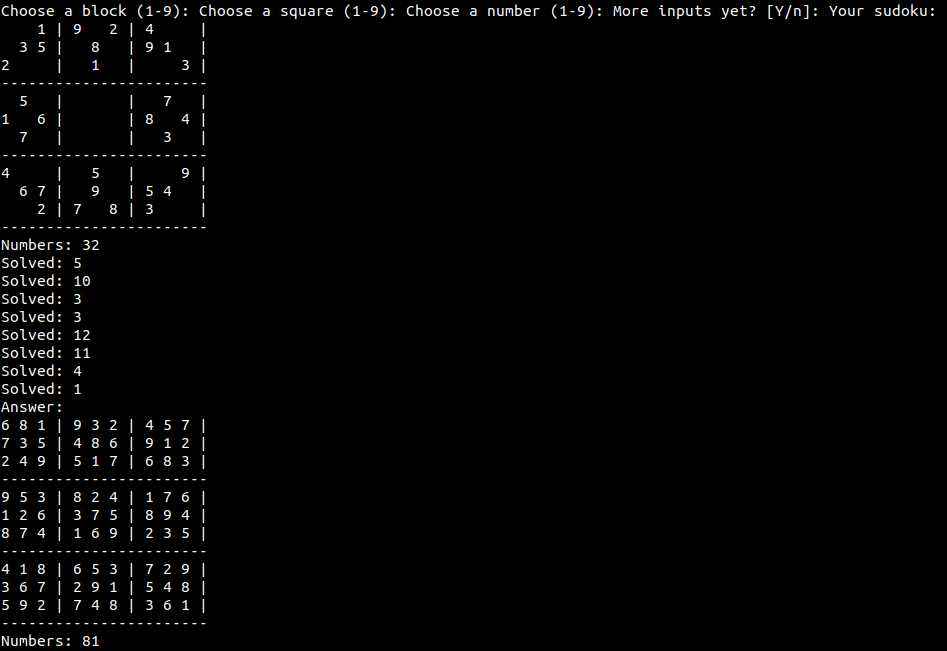 Choose a block (1-9): Choose a square (1-9): Choose a number (1-9): More inputs yet? [Y/n]: Your sudoku:
    1 | 9   2 | 4     |
  3 5 |   8   | 9 1   |
2     |   1   |     3 |
-----------------------
  5   |       |   7   |
1   6 |       | 8   4 |
  7   |       |   3   |
-----------------------
4     |   5   |     9 |
  6 7 |   9   | 5 4   |
    2 | 7   8 | 3     |
-----------------------
Numbers: 32
Solved: 5
Solved: 10
Solved: 3
Solved: 3
Solved: 12
Solved: 11
Solved: 4
Solved: 1
Answer:
6 8 1 | 9 3 2 | 4 5 7 |
7 3 5 | 4 8 6 | 9 1 2 |
2 4 9 | 5 1 7 | 6 8 3 |
-----------------------
9 5 3 | 8 2 4 | 1 7 6 |
1 2 6 | 3 7 5 | 8 9 4 |
8 7 4 | 1 6 9 | 2 3 5 |
-----------------------
4 1 8 | 6 5 3 | 7 2 9 |
3 6 7 | 2 9 1 | 5 4 8 |
5 9 2 | 7 4 8 | 3 6 1 |
-----------------------
Numbers: 81